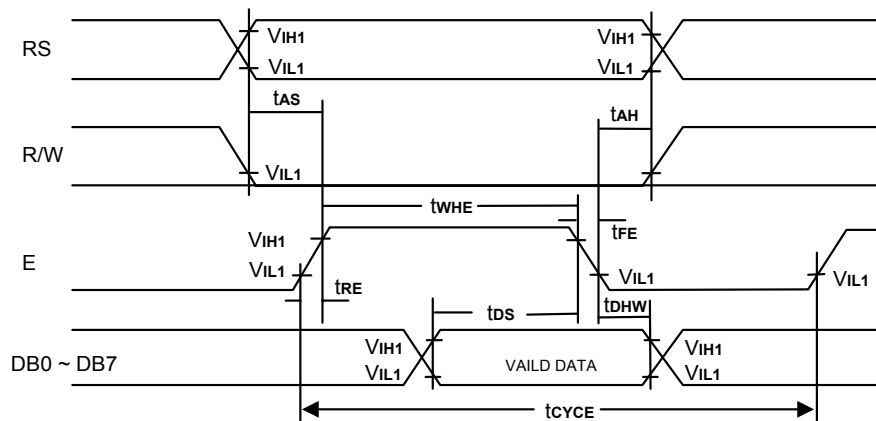 RS
VIH1
VIL1
VIH1
VIL1
tAS
tAH
R/W
VIL1
tWHE
tFE
E
VIH1
VIL1
VIL1
VIL1
tRE
tDS
tDHW
DB0 ~ DB7
VIH1
VIL1
VAILD DATA
VIH1
VIL1
tCYCE